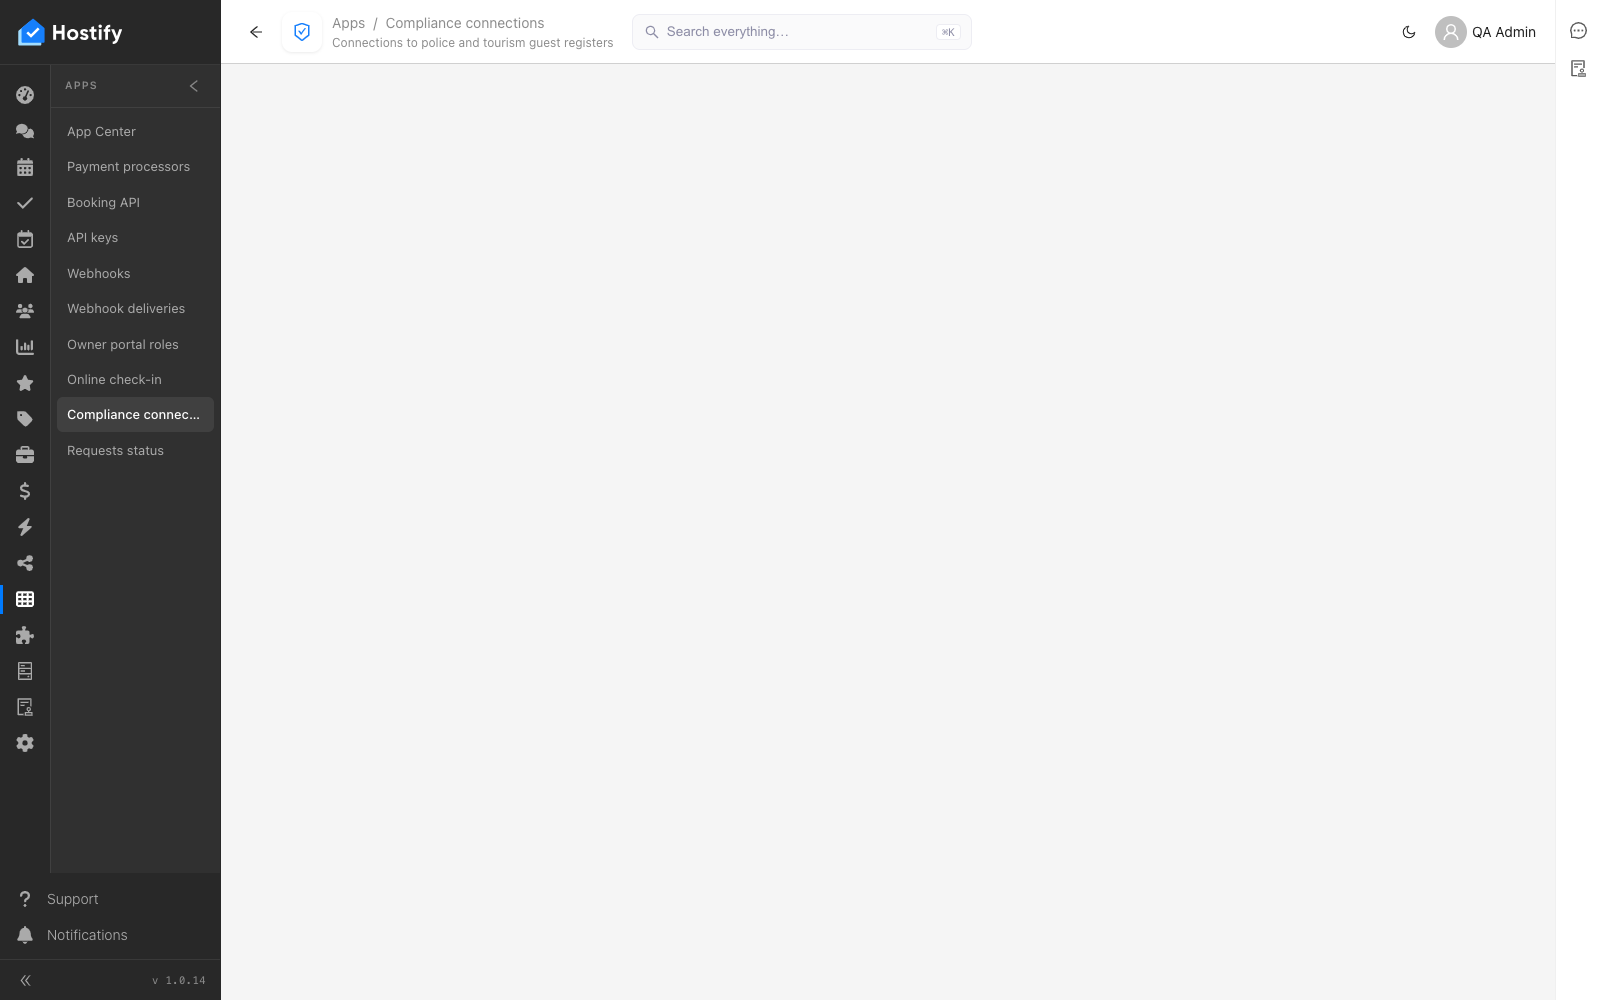 Hostify
APPS
App Center
Payment processors
Booking API
API keys
Webhooks
Webhook deliveries
Owner portal roles
Online check-in
Compliance connec...
Requests status
Support
Notifications
v 1.0.14
Apps / Compliance connections
Connections to police and tourism guest registers
Search everything...
⌘K
QA Admin